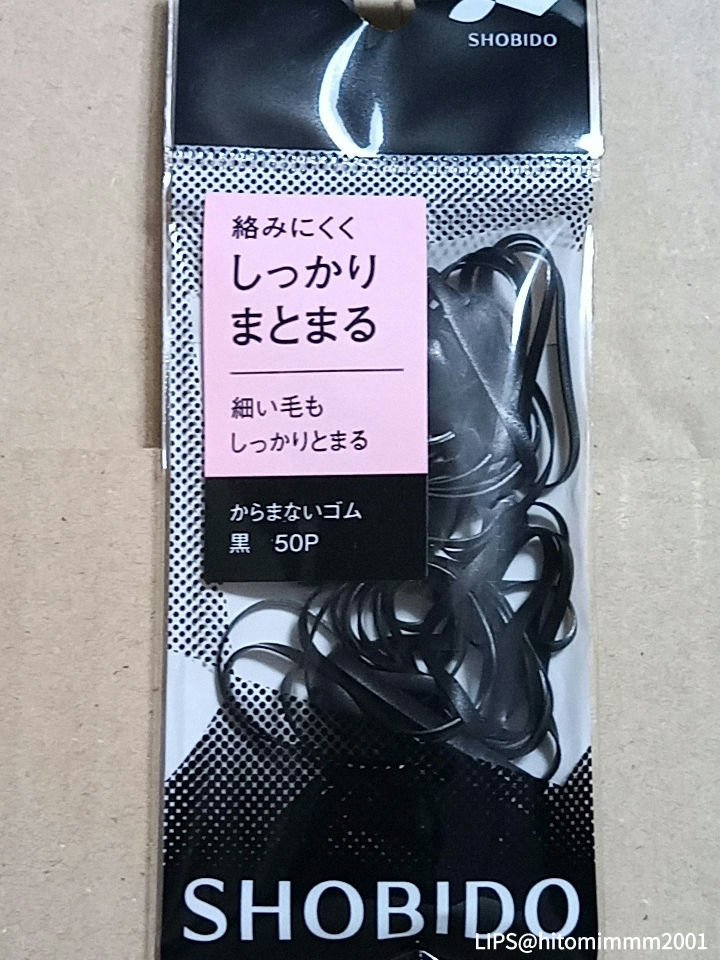 SHOBIDO
絡みにくく
しっかり
まとまる
細い毛も
しっかりとまる
からまないゴム
黒 50P
SHOBIDO
LIPS@hitomimmm2001